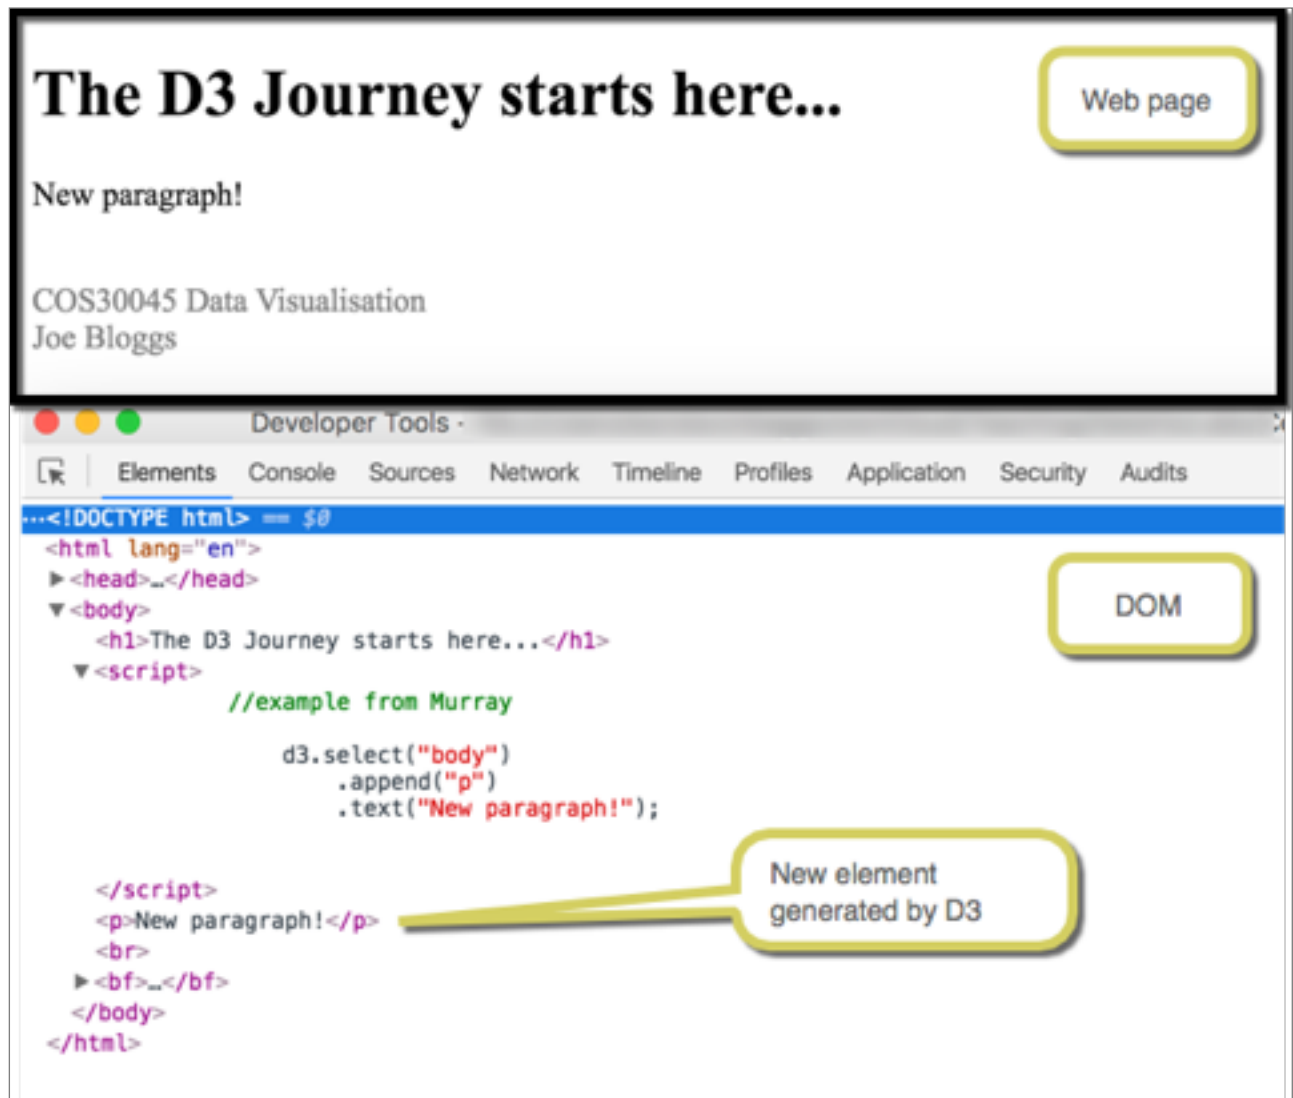 The D3 Journey starts here...
Web page
New paragraph!
COS30045 Data Visualisation
Joe Bloggs
Developer Tools -
Elements Console Sources Network Timeline Profiles Application Security Audits
...<!DOCTYPE html> == $0
<html lang="en">
▶<head>…</head>
▼<body>
DOM
<h1>The D3 Journey starts here...</h1>
▼<script>
//example from Murray
d3.select("body")
.append("p")
.text("New paragraph!");
</script>
New element
generated by D3
<p>New paragraph!</p>
<br>
▶<bf>…</bf>
</body>
</html>